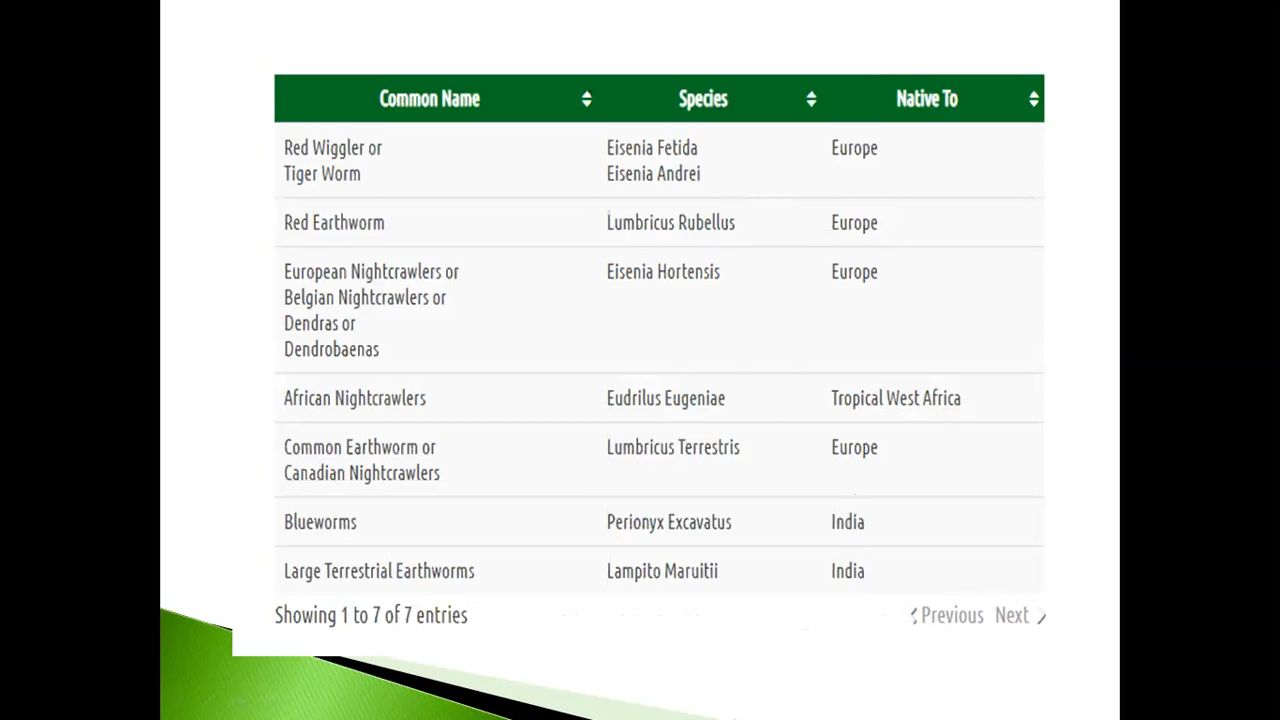 Common Name Species Native To
Red Wiggler or Eisenia Fetida Europe
Tiger Worm Eisenia Andrei
Red Earthworm Lumbricus Rubellus Europe
European Nightcrawlers or Eisenia Hortensis Europe
Belgian Nightcrawlers or
Dendras or
Dendrobaenas
African Nightcrawlers Eudrilus Eugeniae Tropical West Africa
Common Earthworm or Lumbricus Terrestris Europe
Canadian Nightcrawlers
Blueworms Perionyx Excavatus India
Large Terrestrial Earthworms Lampito Maruitii India
Showing 1 to 7 of 7 entries Previous Next